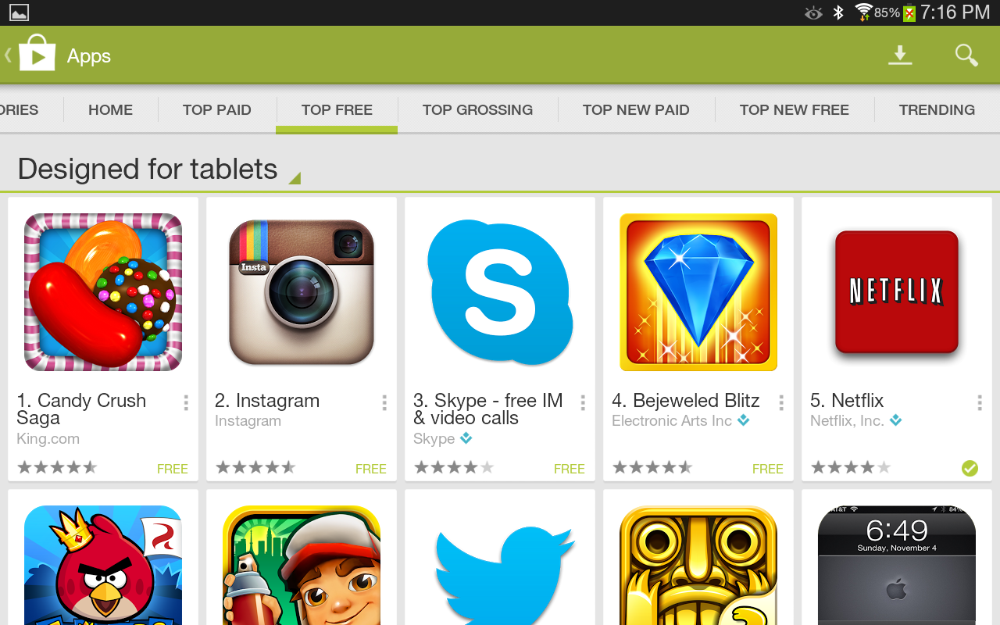 85% 7:16 PM
Apps
ORIES HOME TOP PAID TOP FREE TOP GROSSING TOP NEW PAID TOP NEW FREE TRENDING
Designed for tablets
Insta
S
NETFLIX
1. Candy Crush
Saga
King.com
FREE
2. Instagram
Instagram
FREE
3. Skype - free IM
& video calls
Skype
FREE
4. Bejeweled Blitz
Electronic Arts Inc
FREE
5. Netflix
Netflix, Inc.
AT&T 84%
6:49
Sunday, November 4